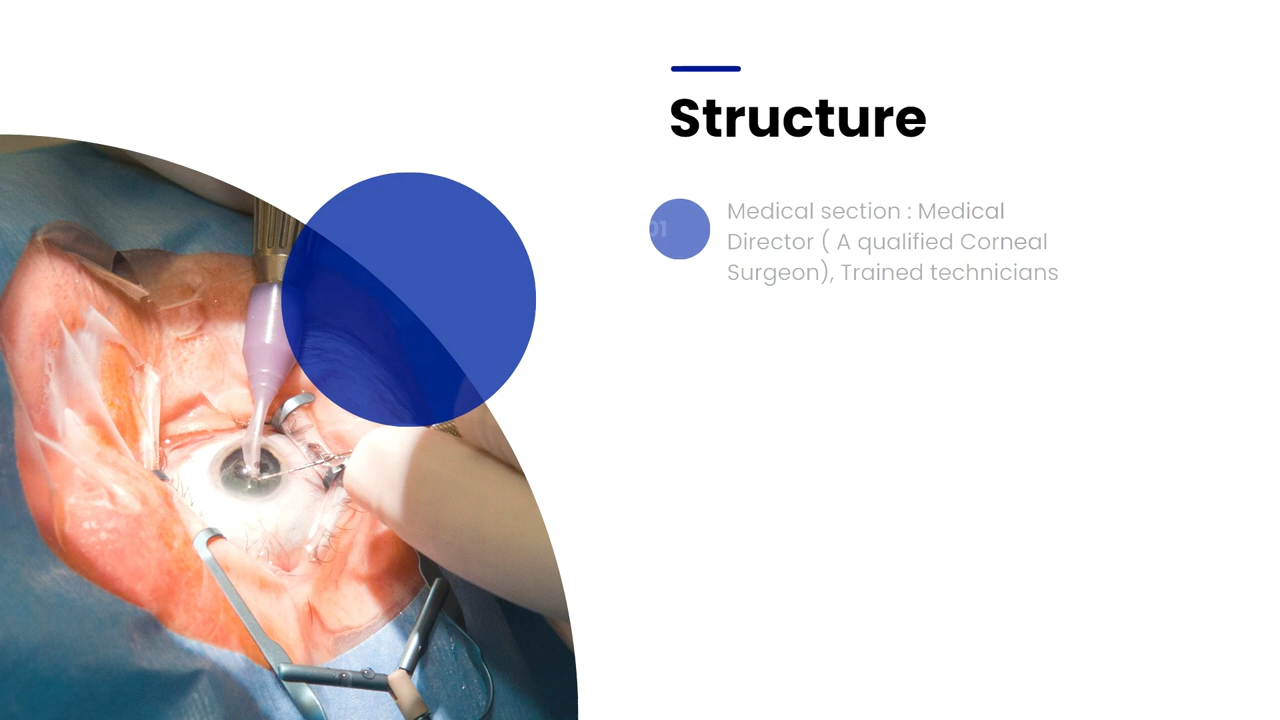 Structure
01
Medical section : Medical
Director ( A qualified Corneal
Surgeon), Trained technicians